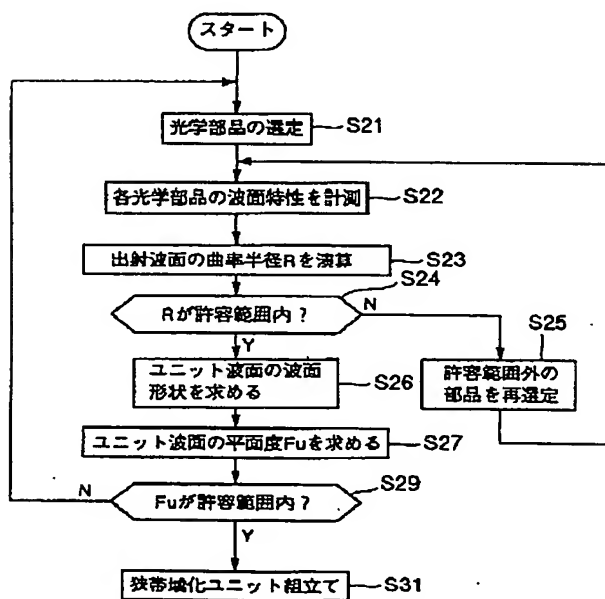 スタート
光学部品の選定
S21
各光学部品の波面特性を計測
S22
出射波面の曲率半径Rを演算
S23
S24
Rが許容範囲内？
N
Y
S25
許容範囲外の
部品を再選定
ユニット波面の波面
形状を求める
S26
ユニット波面の平面度Fuを求める
S27
S29
N
Fuが許容範囲内？
Y
狭帯域化ユニット組立て
S31